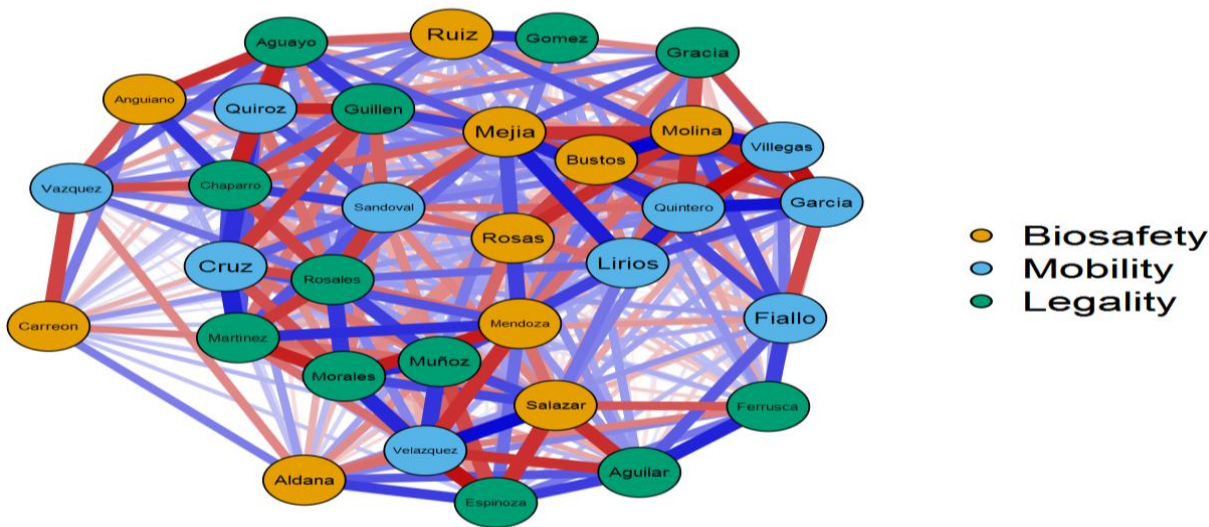 Ruiz
Gomez
Aguayo
Gracia
Anguiano
Quiroz
Guillen
Mejia
Molina
Villegas
Bustos
Vazquez
Chaparro
Sandoval
Quintero
Garcia
Rosas
Biosafety
Cruz
Lirios
Mobility
Rosales
Legality
Carreon
Mendoza
Fiallo
Martinez
Muñoz
Morales
Salazar
Ferrusca
Velazquez
Aguilar
Aldana
Espinoza